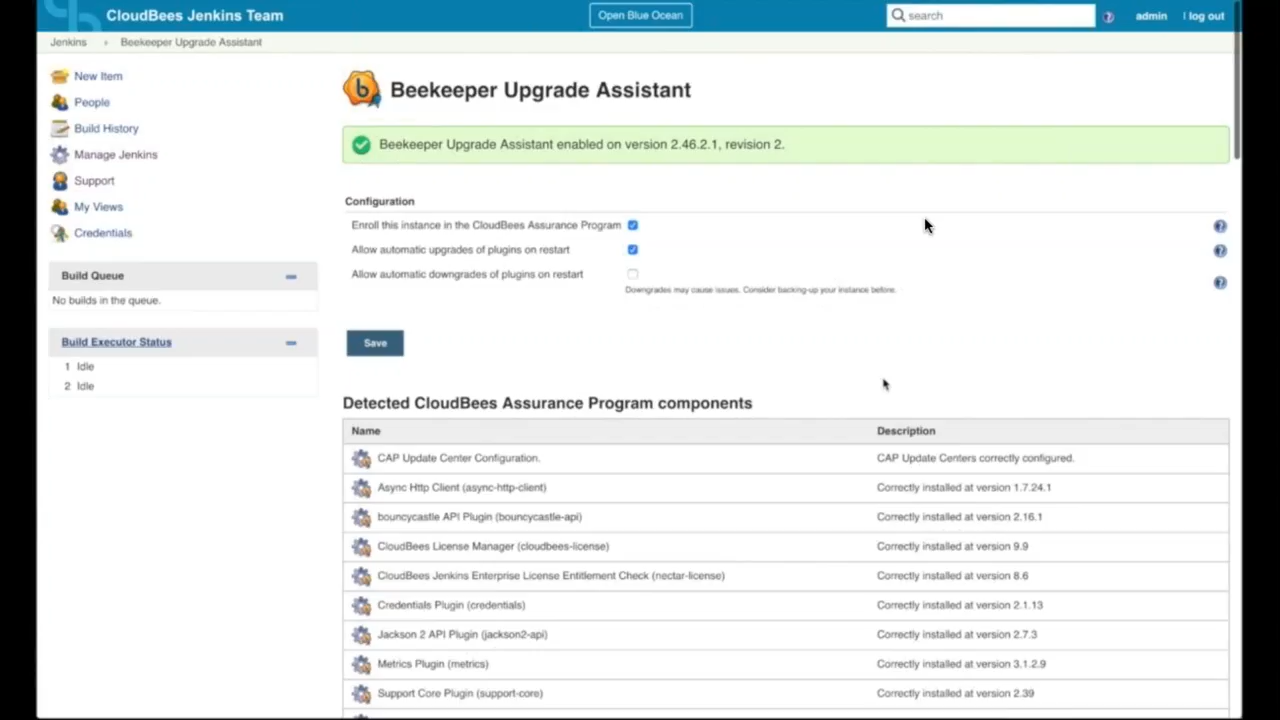 CloudBees Jenkins Team
Open Blue Ocean
search
admin
| log out
Jenkins
Beekeeper Upgrade Assistant
New Item
People
Build History
Manage Jenkins
Support
My Views
Credentials
Build Queue
No builds in the queue.
Build Executor Status
1 Idle
2 Idle
Beekeeper Upgrade Assistant
Beekeeper Upgrade Assistant enabled on version 2.46.2.1, revision 2.
Configuration
Enroll this instance in the CloudBees Assurance Program
Allow automatic upgrades of plugins on restart
Allow automatic downgrades of plugins on restart
Downgrades may cause issues. Consider backing-up your instance before.
Save
Detected CloudBees Assurance Program components
Name Description
CAP Update Center Configuration. CAP Update Centers correctly configured.
Async Http Client (async-http-client) Correctly installed at version 1.7.24.1
bouncycastle API Plugin (bouncycastle-api) Correctly installed at version 2.16.1
CloudBees License Manager (cloudbees-license) Correctly installed at version 9.9
CloudBees Jenkins Enterprise License Entitlement Check (nectar-license) Correctly installed at version 8.6
Credentials Plugin (credentials) Correctly installed at version 2.1.13
Jackson 2 API Plugin (jackson2-api) Correctly installed at version 2.7.3
Metrics Plugin (metrics) Correctly installed at version 3.1.2.9
Support Core Plugin (support-core) Correctly installed at version 2.39